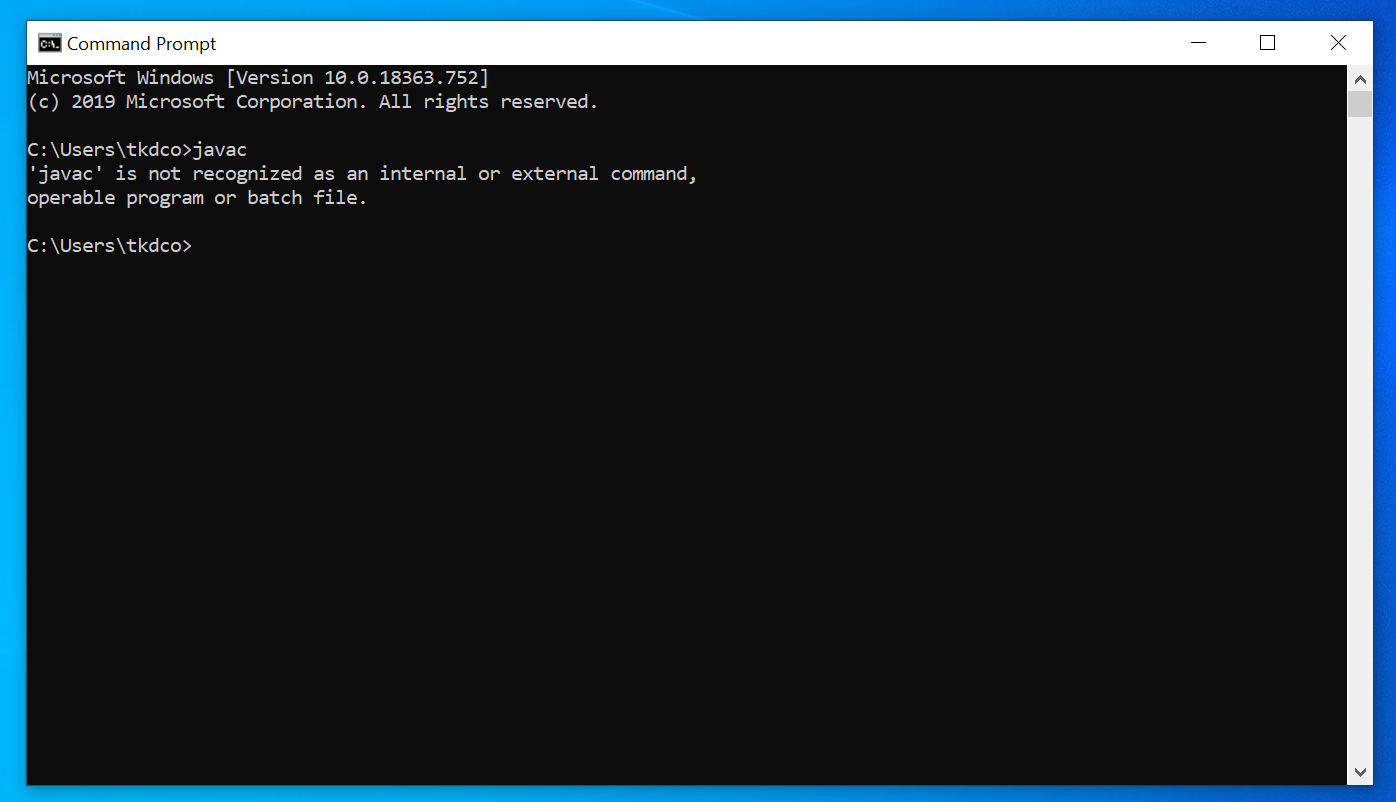 Command Prompt
Microsoft Windows [Version 10.0.18363.752]
(c) 2019 Microsoft Corporation. All rights reserved.
C:\Users\tkdco>javac
'javac' is not recognized as an internal or external command,
operable program or batch file.
C:\Users\tkdco>